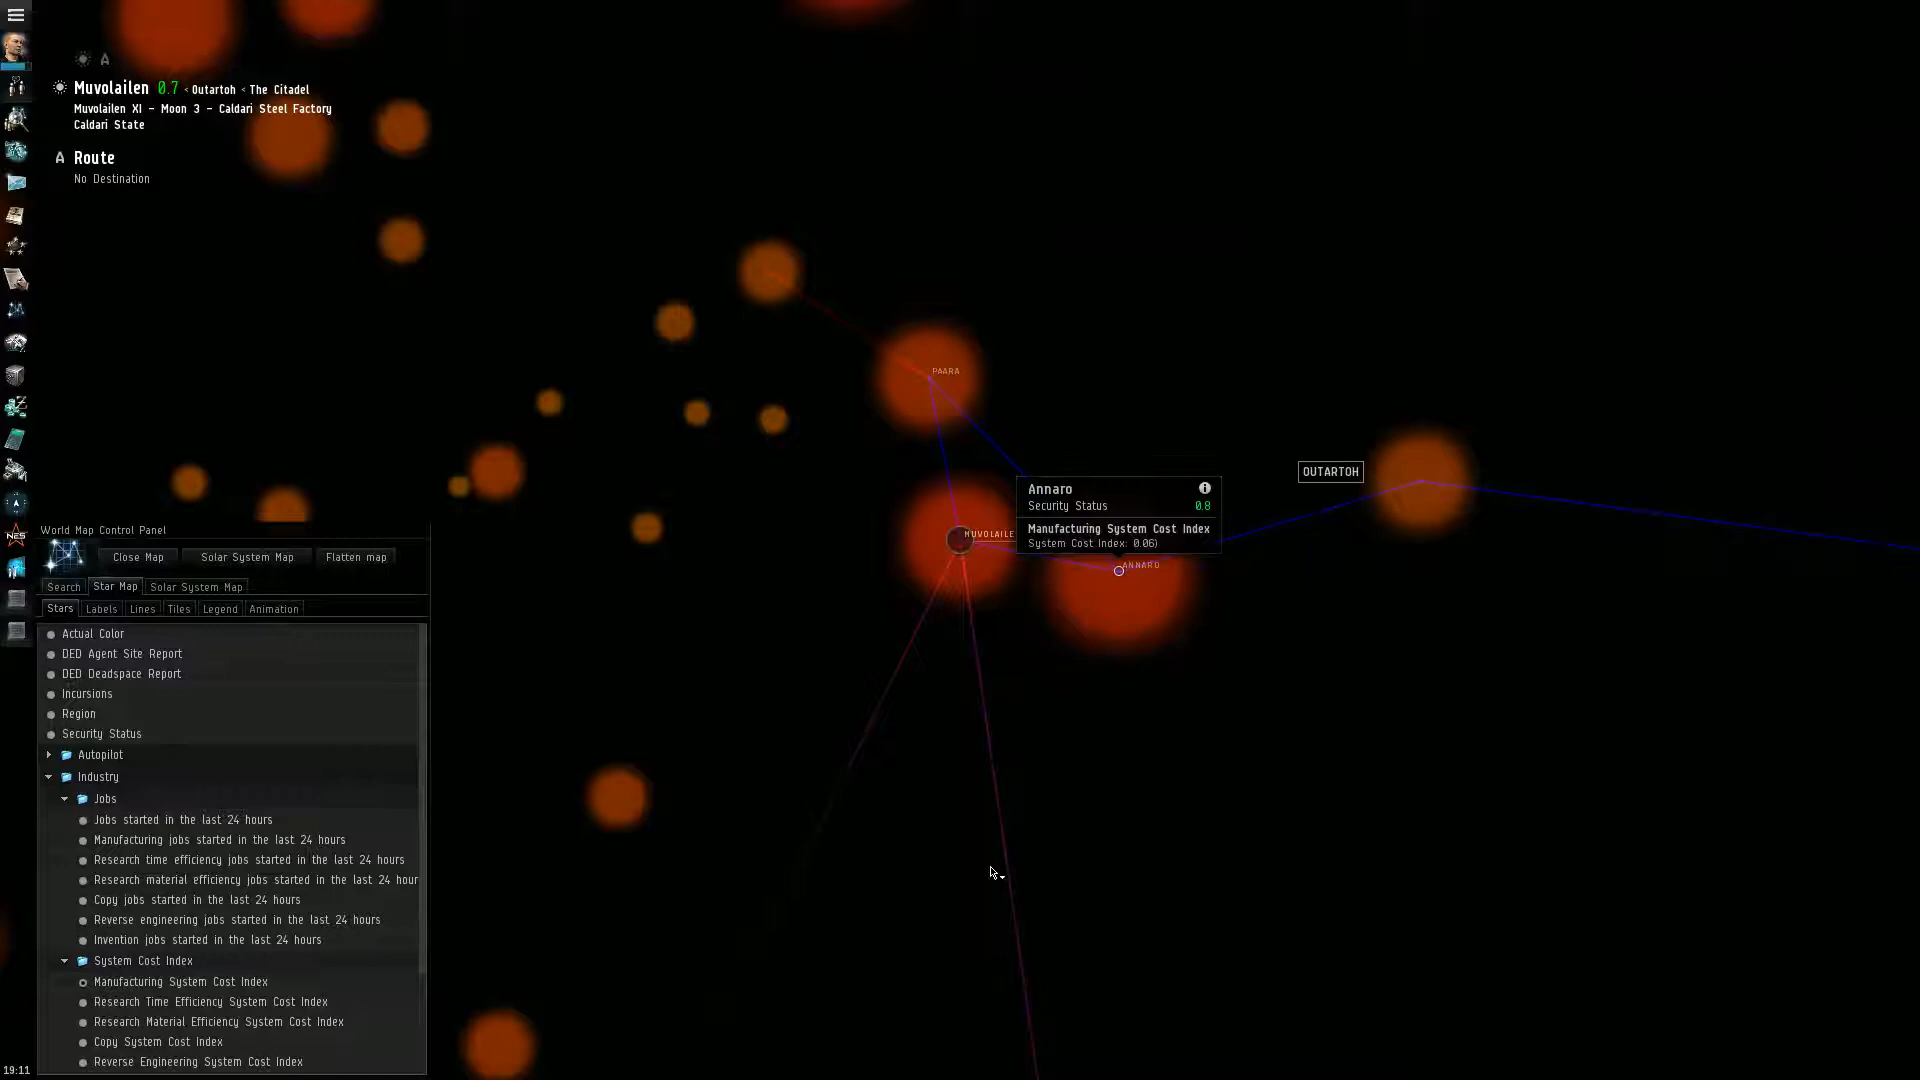 A
Muvolailen 0.7 < Outartoh < The Citadel
Muvolailen XI - Moon 3 - Caldari Steel Factory
Caldari State
A Route
No Destination
PAARA
OUTARTOH
Annaro
Security Status 0.8
Manufacturing System Cost Index
System Cost Index: 0.06)
MUVOLAILE
ANNARO
World Map Control Panel
Close Map Solar System Map Flatten map
Search Star Map Solar System Map
Stars Labels Lines Tiles Legend Animation
Actual Color
DED Agent Site Report
DED Deadspace Report
Incursions
Region
Security Status
Autopilot
Industry
Jobs
Jobs started in the last 24 hours
Manufacturing jobs started in the last 24 hours
Research time efficiency jobs started in the last 24 hours
Research material efficiency jobs started in the last 24 hour
Copy jobs started in the last 24 hours
Reverse engineering jobs started in the last 24 hours
Invention jobs started in the last 24 hours
System Cost Index
Manufacturing System Cost Index
Research Time Efficiency System Cost Index
Research Material Efficiency System Cost Index
Copy System Cost Index
Reverse Engineering System Cost Index
NES
19:11